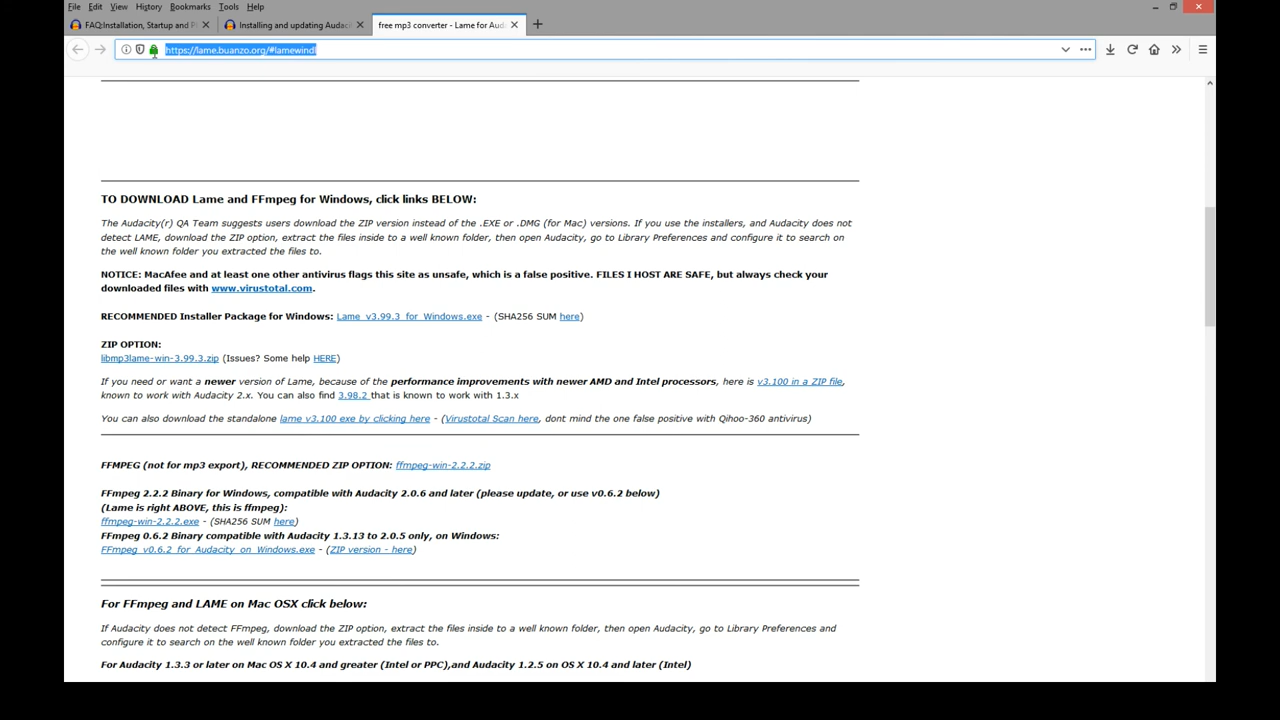 File Edit View History Bookmarks Tools Help
FAQ:Installation, Startup and P
Installing and updating Audac
free mp3 converter - Lame for Aud
https://lame.buanzo.org/#lamewindl
TO DOWNLOAD Lame and FFmpeg for Windows, click links BELOW:
The Audacity(r) QA Team suggests users download the ZIP version instead of the .EXE or .DMG (for Mac) versions. If you use the installers, and Audacity does not
detect LAME, download the ZIP option, extract the files inside to a well known folder, then open Audacity, go to Library Preferences and configure it to search on
the well known folder you extracted the files to.
NOTICE: MacAfee and at least one other antivirus flags this site as unsafe, which is a false positive. FILES I HOST ARE SAFE, but always check your
downloaded files with www.virustotal.com.
RECOMMENDED Installer Package for Windows: Lame_v3.99.3_for_Windows.exe - (SHA256 SUM here)
ZIP OPTION:
libmp3lame-win-3.99.3.zip (Issues? Some help HERE)
If you need or want a newer version of Lame, because of the performance improvements with newer AMD and Intel processors, here is v3.100 in a ZIP file,
known to work with Audacity 2.x. You can also find 3.98.2 that is known to work with 1.3.x
You can also download the standalone lame v3.100 exe by clicking here - (Virustotal Scan here, dont mind the one false positive with Qihoo-360 antivirus)
FFMPEG (not for mp3 export), RECOMMENDED ZIP OPTION: ffmpeg-win-2.2.2.zip
FFmpeg 2.2.2 Binary for Windows, compatible with Audacity 2.0.6 and later (please update, or use v0.6.2 below)
(Lame is right ABOVE, this is ffmpeg):
ffmpeg-win-2.2.2.exe - (SHA256 SUM here)
FFmpeg 0.6.2 Binary compatible with Audacity 1.3.13 to 2.0.5 only, on Windows:
FFmpeg_v0.6.2_for_Audacity_on_Windows.exe - (ZIP version - here)
For FFmpeg and LAME on Mac OSX click below:
If Audacity does not detect FFmpeg, download the ZIP option, extract the files inside to a well known folder, then open Audacity, go to Library Preferences and
configure it to search on the well known folder you extracted the files to.
For Audacity 1.3.3 or later on Mac OS X 10.4 and greater (Intel or PPC),and Audacity 1.2.5 on OS X 10.4 and later (Intel)